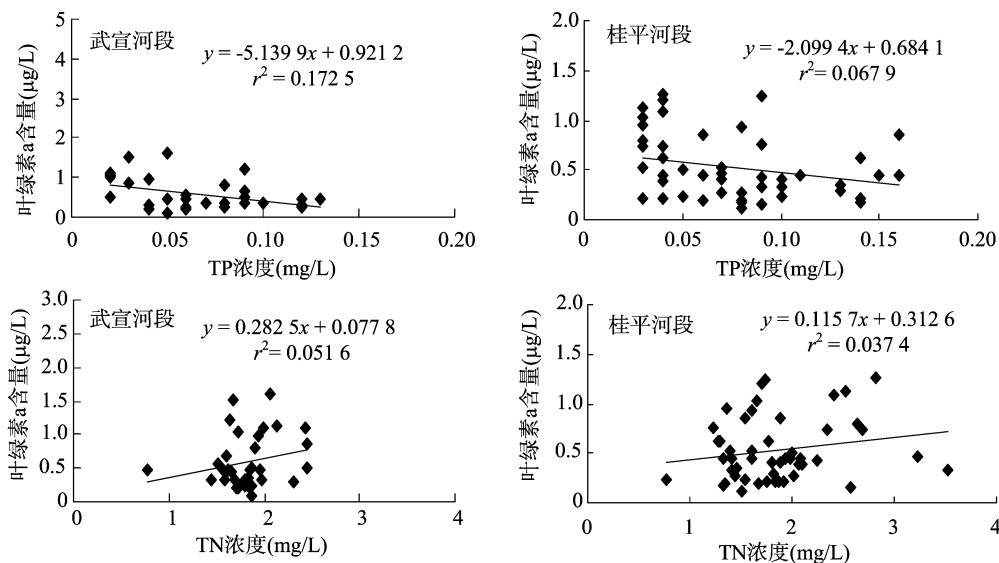 武宣河段
y = -5.139 9x + 0.921 2
r² = 0.172 5
叶绿素a含量(μg/L)
5
4
3
2
1
0
0
0.05
0.10
0.15
0.20
TP浓度(mg/L)
桂平河段
y = -2.099 4x + 0.684 1
r² = 0.067 9
叶绿素a含量(μg/L)
2.0
1.5
1.0
0.5
0
0
0.05
0.10
0.15
0.20
TP浓度(mg/L)
武宣河段
y = 0.282 5x + 0.077 8
r² = 0.051 6
叶绿素a含量(μg/L)
3.0
2.5
2.0
1.5
1.0
0.5
0
0
1
2
3
4
TN浓度(mg/L)
桂平河段
y = 0.115 7x + 0.312 6
r² = 0.037 4
叶绿素a含量(μg/L)
2.0
1.5
1.0
0.5
0
0
1
2
3
4
TN浓度(mg/L)